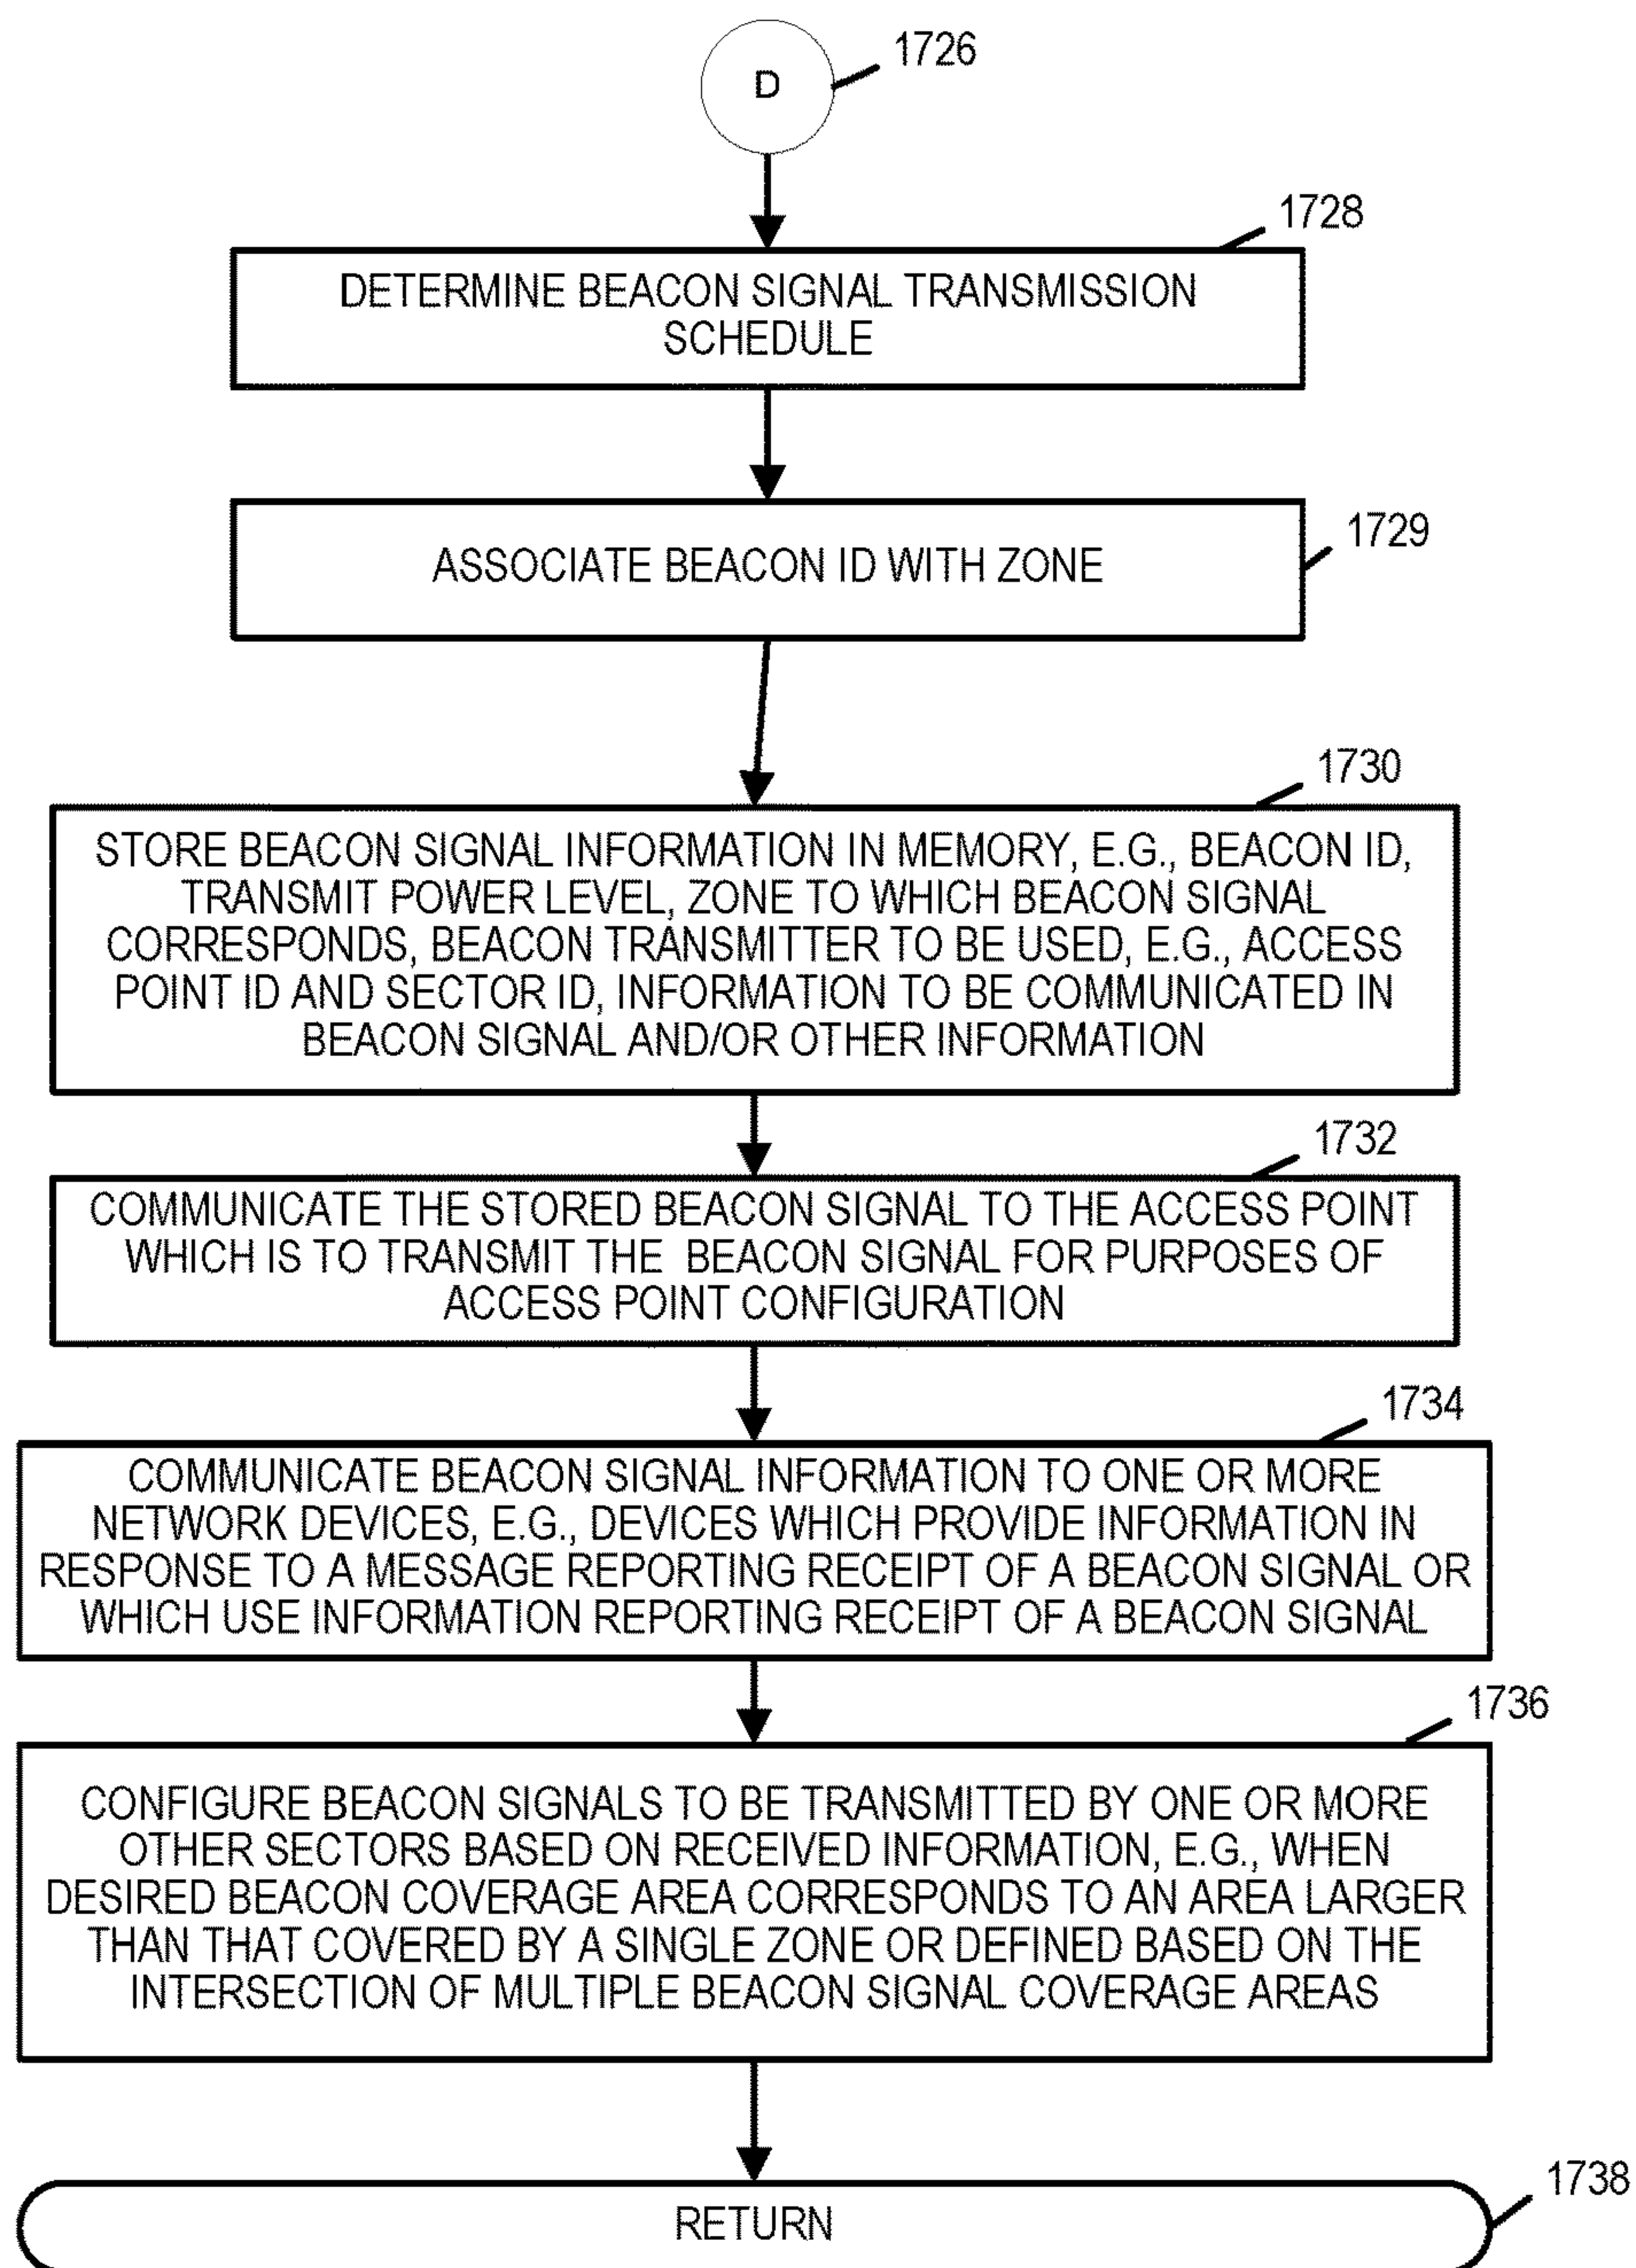 D
1726
1728
DETERMINE BEACON SIGNAL TRANSMISSION
SCHEDULE
1729
ASSOCIATE BEACON ID WITH ZONE
1730
STORE BEACON SIGNAL INFORMATION IN MEMORY, E.G., BEACON ID,
TRANSMIT POWER LEVEL, ZONE TO WHICH BEACON SIGNAL
CORRESPONDS, BEACON TRANSMITTER TO BE USED, E.G., ACCESS
POINT ID AND SECTOR ID, INFORMATION TO BE COMMUNICATED IN
BEACON SIGNAL AND/OR OTHER INFORMATION
1732
COMMUNICATE THE STORED BEACON SIGNAL TO THE ACCESS POINT
WHICH IS TO TRANSMIT THE BEACON SIGNAL FOR PURPOSES OF
ACCESS POINT CONFIGURATION
1734
COMMUNICATE BEACON SIGNAL INFORMATION TO ONE OR MORE
NETWORK DEVICES, E.G., DEVICES WHICH PROVIDE INFORMATION IN
RESPONSE TO A MESSAGE REPORTING RECEIPT OF A BEACON SIGNAL OR
WHICH USE INFORMATION REPORTING RECEIPT OF A BEACON SIGNAL
1736
CONFIGURE BEACON SIGNALS TO BE TRANSMITTED BY ONE OR MORE
OTHER SECTORS BASED ON RECEIVED INFORMATION, E.G., WHEN
DESIRED BEACON COVERAGE AREA CORRESPONDS TO AN AREA LARGER
THAN THAT COVERED BY A SINGLE ZONE OR DEFINED BASED ON THE
INTERSECTION OF MULTIPLE BEACON SIGNAL COVERAGE AREAS
1738
RETURN